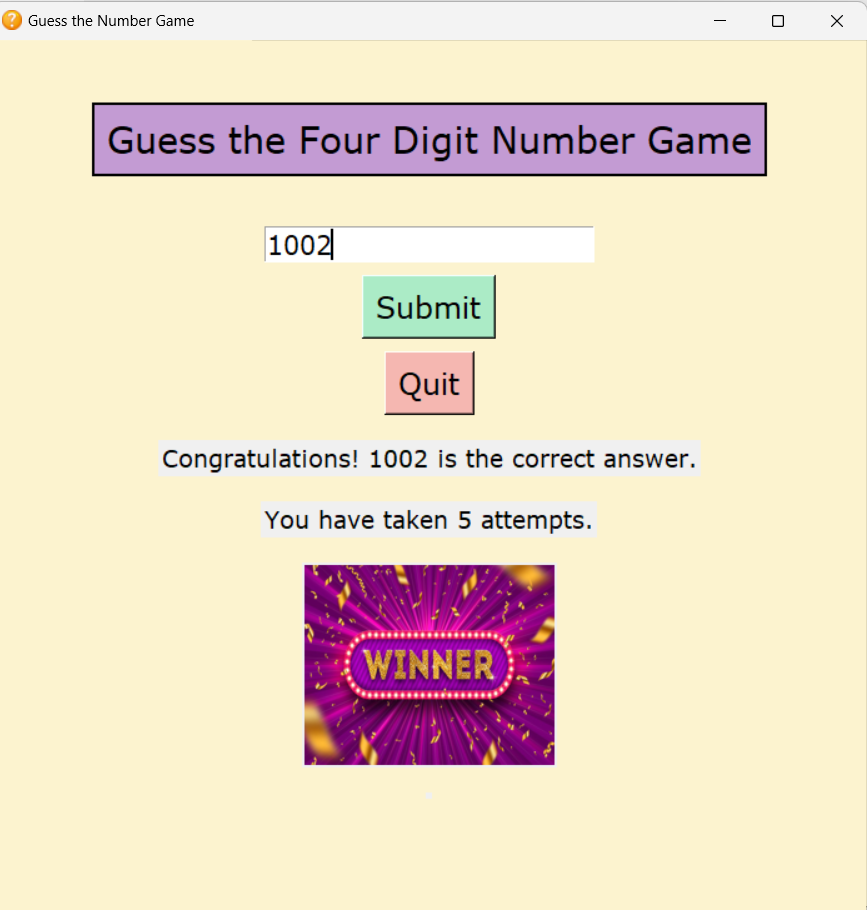 Guess the Number Game
Guess the Four Digit Number Game
1002
Submit
Quit
Congratulations! 1002 is the correct answer.
You have taken 5 attempts.
WINNER